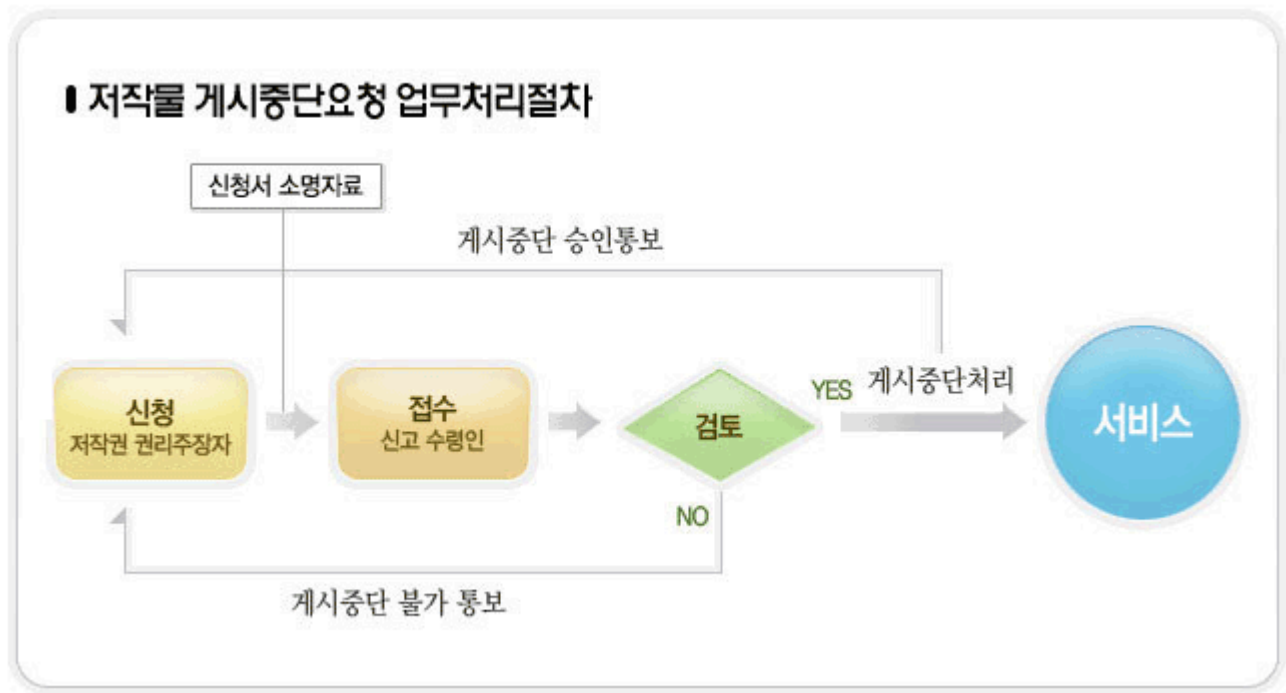 저작물 게시중단요청 업무처리절차
신청서 소명자료
게시중단 승인통보
신청
저작권 권리주장자
접수
신고 수령인
검토
YES 게시중단처리
서비스
NO
게시중단 불가 통보